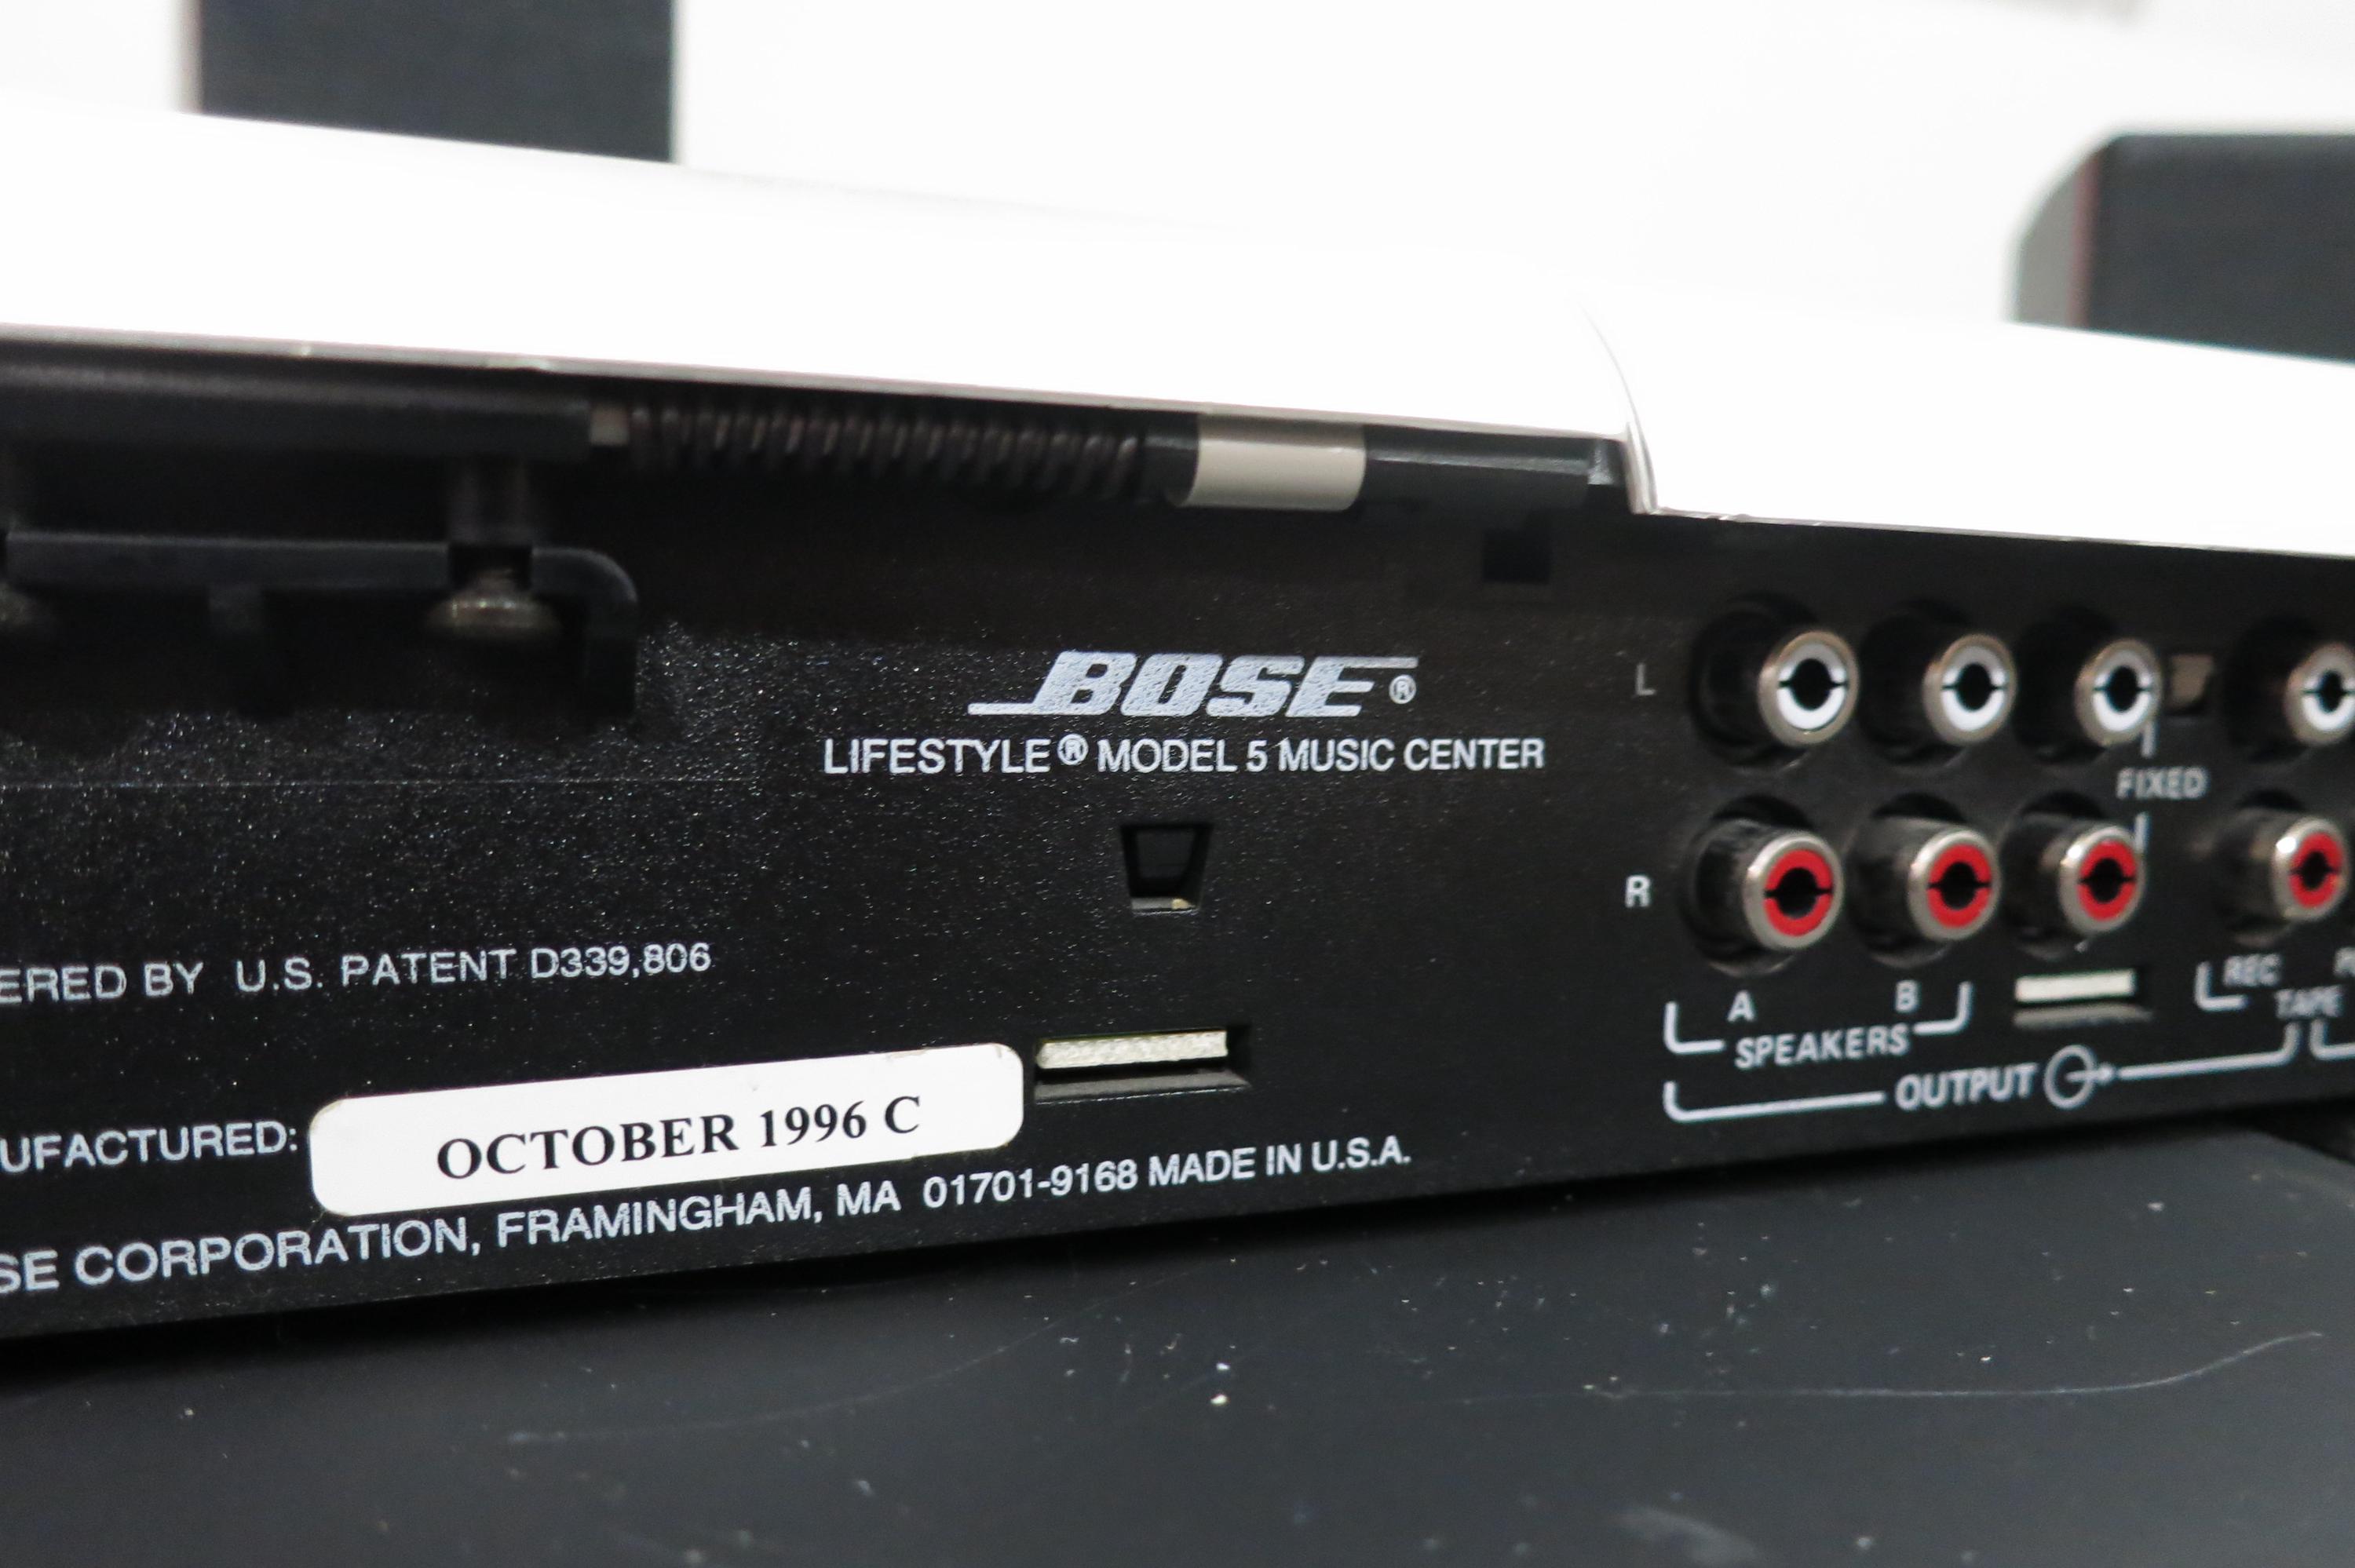 BOSE®
LIFESTYLE® MODEL 5 MUSIC CENTER
ERED BY U.S. PATENT D339,806
UFACTURED: OCTOBER 1996 C
SE CORPORATION, FRAMINGHAM, MA 01701-9168 MADE IN U.S.A.
L
FIXED
R
A B
SPEAKERS
REC
TAPE
OUTPUT